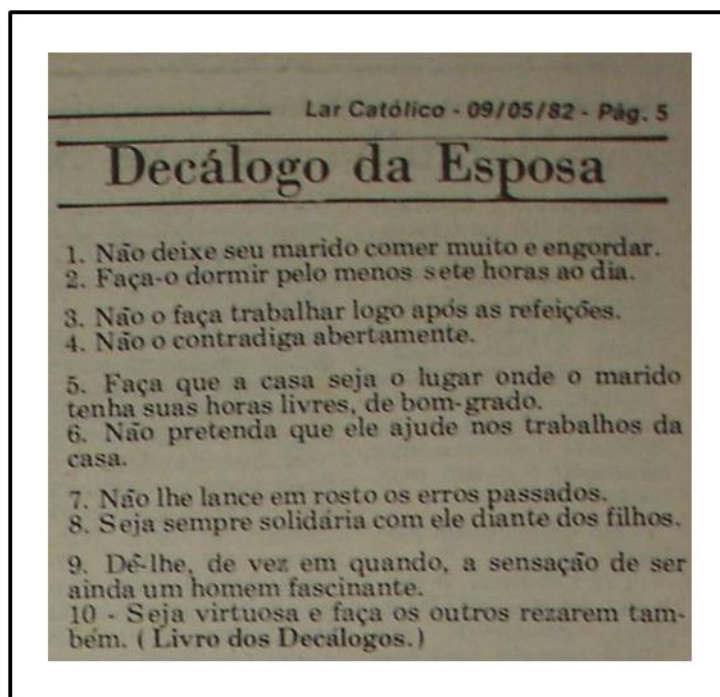 Lar Católico - 09/05/82 - Pág. 5
Decálogo da Esposa
1. Não deixe seu marido comer muito e engordar.
2. Faça-o dormir pelo menos sete horas ao dia.
3. Não o faça trabalhar logo após as refeições.
4. Não o contradiga abertamente.
5. Faça que a casa seja o lugar onde o marido
tenha suas horas livres, de bom-grado.
6. Não pretenda que ele ajude nos trabalhos da
casa.
7. Não lhe lance em rosto os erros passados.
8. Seja sempre solidária com ele diante dos filhos.
9. Dê-lhe, de vez em quando, a sensação de ser
ainda um homem fascinante.
10 - Seja virtuosa e faça os outros rezarem tam-
bém. ( Livro dos Decálogos.)